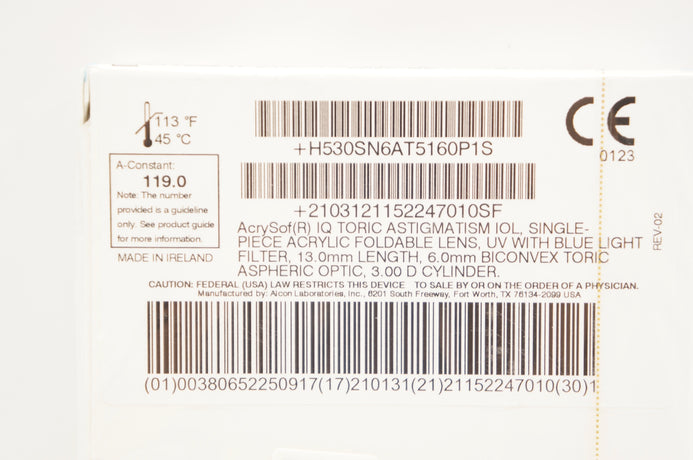 113 °F
45 °C
+H530SN6AT5160P1S
CE
0123
A-Constant:
119.0
Note: The number
provided is a guideline
only. See product guide
for more information.
MADE IN IRELAND
+2103121152247010SF
AcrySof(R) IQ TORIC ASTIGMATISM IOL, SINGLE-
PIECE ACRYLIC FOLDABLE LENS, UV WITH BLUE LIGHT
FILTER, 13.0mm LENGTH, 6.0mm BICONVEX TORIC
ASPHERIC OPTIC, 3.00 D CYLINDER.
REV-02
CAUTION: FEDERAL (USA) LAW RESTRICTS THIS DEVICE TO SALE BY OR ON THE ORDER OF A PHYSICIAN.
Manufactured by: Alcon Laboratories, Inc., 6201 South Freeway, Fort Worth, TX 76134-2099 USA
(01)00380652250917(17)210131(21)21152247010(30)1